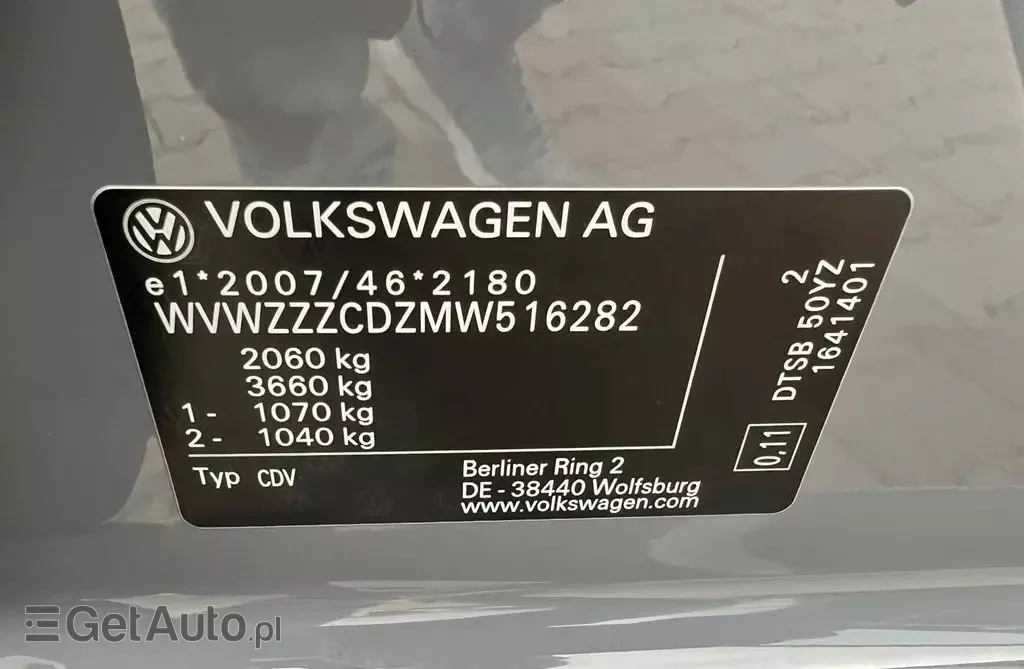 VOLKSWAGEN AG
e1*2007/46*2180
WVWZZZCDZMW516282
2060 kg
3660 kg
1- 1070 kg
2- 1040 kg
Typ CDV
Berliner Ring 2
DE-38440 Wolfsburg
www.volkswagen.com
2
DTSB 50YZ
1641401
0,11
GetAuto.pl